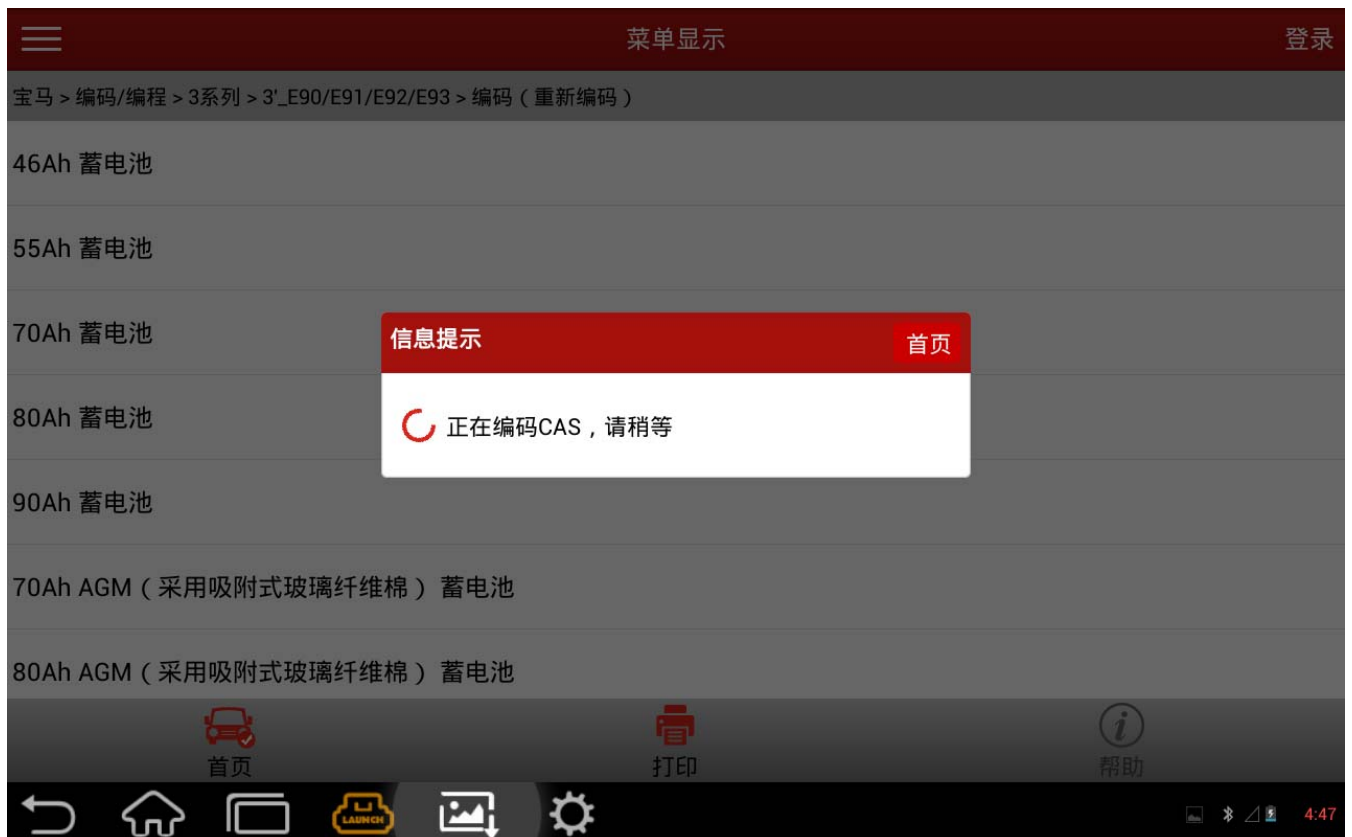 菜单显示
登录
宝马 > 编码/编程 > 3系列 > 3'_E90/E91/E92/E93 > 编码（重新编码）
46Ah 蓄电池
55Ah 蓄电池
70Ah 蓄电池
信息提示
首页
80Ah 蓄电池
正在编码CAS，请稍等
90Ah 蓄电池
70Ah AGM（采用吸附式玻璃纤维棉） 蓄电池
80Ah AGM（采用吸附式玻璃纤维棉） 蓄电池
首页
打印
帮助
LAUNCH
4:47